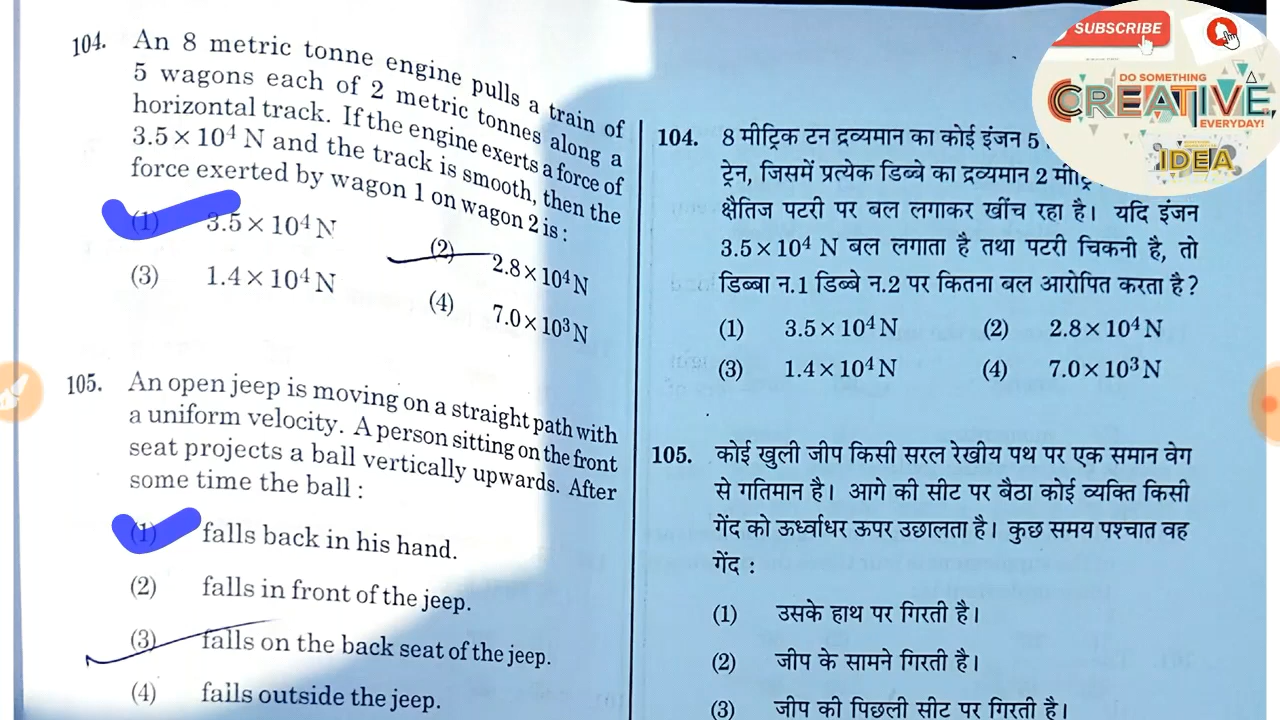 104. An 8 metric tonne engine pulls a train of
5 wagons each of 2 metric tonnes along a
horizontal track. If the engine exerts a force of
3.5 × 10⁴ N and the track is smooth, then the
force exerted by wagon 1 on wagon 2 is :
(1) 3.5 × 10⁴ N
(2) 2.8 × 10⁴ N
(3) 1.4 × 10⁴ N
(4) 7.0 × 10³ N
105. An open jeep is moving on a straight path with
a uniform velocity. A person sitting on the front
seat projects a ball vertically upwards. After
some time the ball :
(1) falls back in his hand.
(2) falls in front of the jeep.
(3) falls on the back seat of the jeep.
(4) falls outside the jeep.
104. 8 मीट्रिक टन द्रव्यमान का कोई इंजन 5
ट्रेन, जिसमें प्रत्येक डिब्बे का द्रव्यमान 2
क्षैतिज पटरी पर बल लगाकर खींच रहा है। यदि इंजन
3.5 × 10⁴ N बल लगाता है तथा पटरी चिकनी है, तो
डिब्बा न.1 डिब्बे न.2 पर कितना बल आरोपित करता है ?
(1) 3.5 × 10⁴ N (2) 2.8 × 10⁴ N
(3) 1.4 × 10⁴ N (4) 7.0 × 10³ N
105. कोई खुली जीप किसी सरल रेखीय पथ पर एक समान वेग
से गतिमान है। आगे की सीट पर बैठा कोई व्यक्ति किसी
गेंद को ऊर्ध्वाधर ऊपर उछालता है। कुछ समय पश्चात वह
गेंद :
(1) उसके हाथ पर गिरती है।
(2) जीप के सामने गिरती है।
(3) जीप की पिछली सीट पर गिरती है।
SUBSCRIBE
DO SOMETHING
CREATIVE,
EVERYDAY!
IDEA